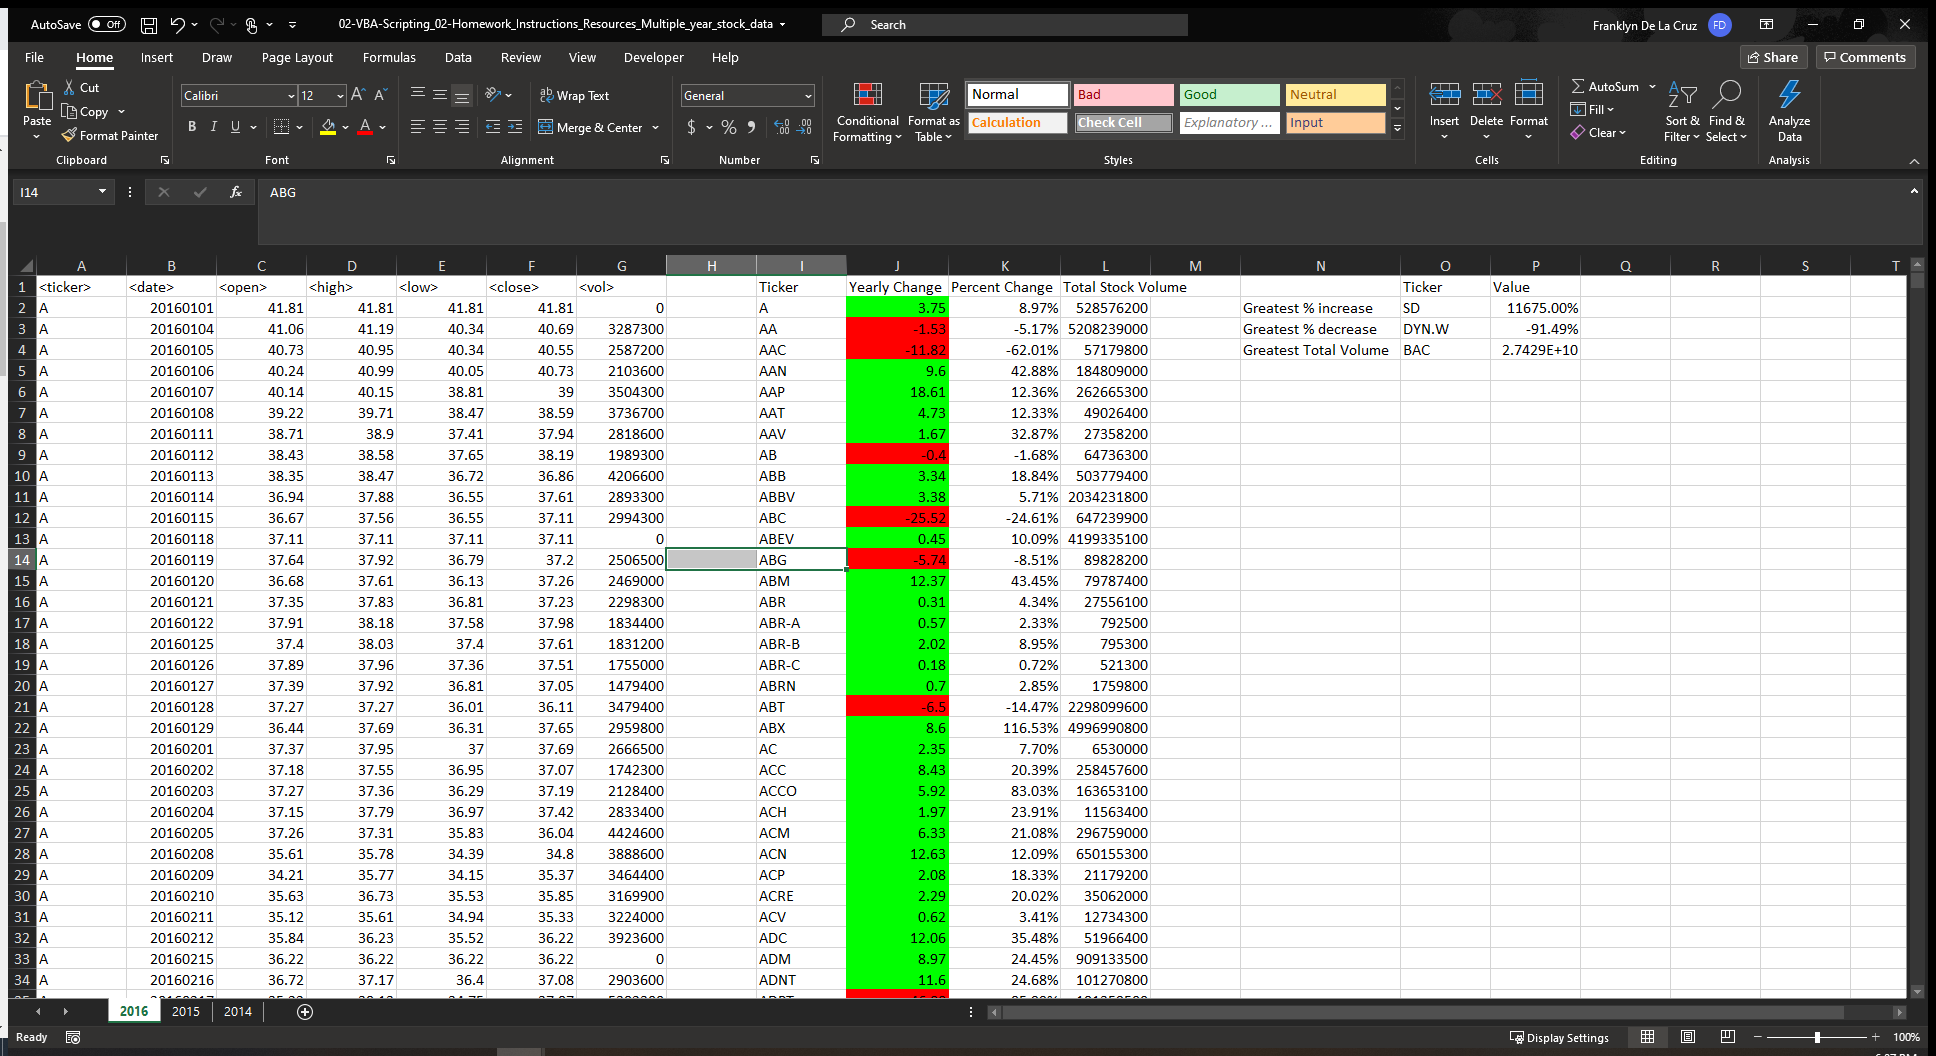 AutoSave Off 02-VBA-Scripting_02-Homework_Instructions_Resources_Multiple_year_stock_data Search Franklyn De La Cruz FD
File Home Insert Draw Page Layout Formulas Data Review View Developer Help Share Comments
Paste Cut Copy Format Painter Clipboard
Calibri 12 B I U Font
Wrap Text Merge & Center Alignment
General $ % Number
Conditional Formatting Format as Table
Normal Bad Good Neutral
Calculation Check Cell Explanatory ... Input
Styles
Insert Delete Format Cells
AutoSum Fill Clear Sort & Filter Find & Select Editing
Analyze Data Analysis
I14 fx ABG
A B C D E F G H I J K L M N O P Q R S T
1 <ticker> <date> <open> <high> <low> <close> <vol> Ticker Yearly Change Percent Change Total Stock Volume Ticker Value
2 A 20160101 41.81 41.81 41.81 41.81 0 A 3.75 8.97% 528576200 Greatest % increase SD 11675.00%
3 A 20160104 41.06 41.19 40.34 40.69 3287300 AA -1.53 -5.17% 5208239000 Greatest % decrease DYN.W -91.49%
4 A 20160105 40.73 40.95 40.34 40.55 2587200 AAC -11.82 -62.01% 57179800 Greatest Total Volume BAC 2.7429E+10
5 A 20160106 40.24 40.99 40.05 40.73 2103600 AAN 9.6 42.88% 184809000
6 A 20160107 40.14 40.15 38.81 39 3504300 AAP 18.61 12.36% 262665300
7 A 20160108 39.22 39.71 38.47 38.59 3736700 AAT 4.73 12.33% 49026400
8 A 20160111 38.71 38.9 37.41 37.94 2818600 AAV 1.67 32.87% 27358200
9 A 20160112 38.43 38.58 37.65 38.19 1989300 AB -0.4 -1.68% 64736300
10 A 20160113 38.35 38.47 36.72 36.86 4206600 ABB 3.34 18.84% 503779400
11 A 20160114 36.94 37.88 36.55 37.61 2893300 ABBV 3.38 5.71% 2034231800
12 A 20160115 36.67 37.56 36.55 37.11 2994300 ABC -25.52 -24.61% 647239900
13 A 20160118 37.11 37.11 37.11 37.11 0 ABEV 0.45 10.09% 4199335100
14 A 20160119 37.64 37.92 36.79 37.2 2506500 ABG -5.74 -8.51% 89828200
15 A 20160120 36.68 37.61 36.13 37.26 2469000 ABM 12.37 43.45% 79787400
16 A 20160121 37.35 37.83 36.81 37.23 2298300 ABR 0.31 4.34% 27556100
17 A 20160122 37.91 38.18 37.58 37.98 1834400 ABR-A 0.57 2.33% 792500
18 A 20160125 37.4 38.03 37.4 37.61 1831200 ABR-B 2.02 8.95% 795300
19 A 20160126 37.89 37.96 37.36 37.51 1755000 ABR-C 0.18 0.72% 521300
20 A 20160127 37.39 37.92 36.81 37.05 1479400 ABRN 0.7 2.85% 1759800
21 A 20160128 37.27 37.27 36.01 36.11 3479400 ABT -6.5 -14.47% 2298099600
22 A 20160129 36.44 37.69 36.31 37.65 2959800 ABX 8.6 116.53% 4996990800
23 A 20160201 37.37 37.95 37 37.69 2666500 AC 2.35 7.70% 6530000
24 A 20160202 37.18 37.55 36.95 37.07 1742300 ACC 8.43 20.39% 258457600
25 A 20160203 37.27 37.36 36.29 37.19 2128400 ACCO 5.92 83.03% 163653100
26 A 20160204 37.15 37.79 36.97 37.42 2833400 ACH 1.97 23.91% 11563400
27 A 20160205 37.26 37.31 35.83 36.04 4424600 ACM 6.33 21.08% 296759000
28 A 20160208 35.61 35.78 34.39 34.8 3888600 ACN 12.63 12.09% 650155300
29 A 20160209 34.21 35.77 34.15 35.37 3464400 ACP 2.08 18.33% 21179200
30 A 20160210 35.63 36.73 35.53 35.85 3169900 ACRE 2.29 20.02% 35062000
31 A 20160211 35.12 35.61 34.94 35.33 3224000 ACV 0.62 3.41% 12734300
32 A 20160212 35.84 36.23 35.52 36.22 3923600 ADC 12.06 35.48% 51966400
33 A 20160215 36.22 36.22 36.22 36.22 0 ADM 8.97 24.45% 909133500
34 A 20160216 36.72 37.17 36.4 37.08 2903600 ADNT 11.6 24.68% 101270800
2016 2015 2014
Ready Display Settings 100%